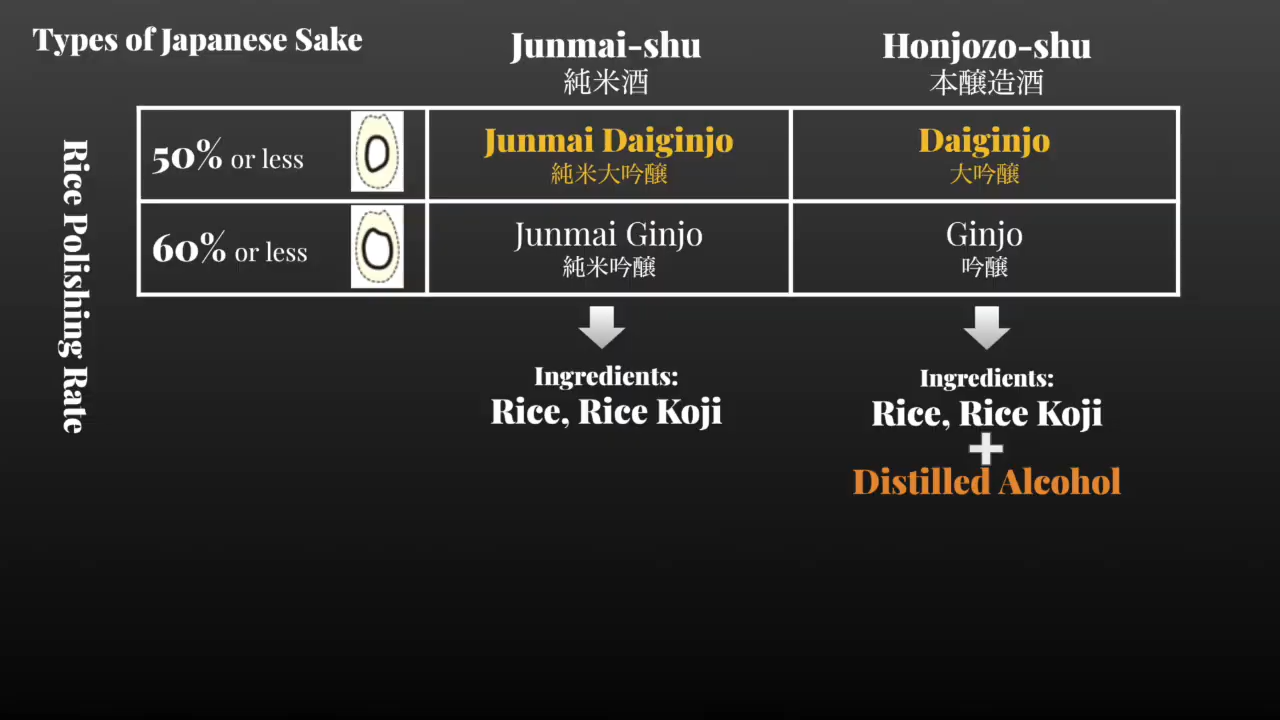 Types of Japanese Sake
Junmai-shu
純米酒
Honjozo-shu
本醸造酒
Rice Polishing Rate
50% or less
Junmai Daiginjo
純米大吟醸
Daiginjo
大吟醸
60% or less
Junmai Ginjo
純米吟醸
Ginjo
吟醸
Ingredients:
Rice, Rice Koji
Ingredients:
Rice, Rice Koji
+
Distilled Alcohol